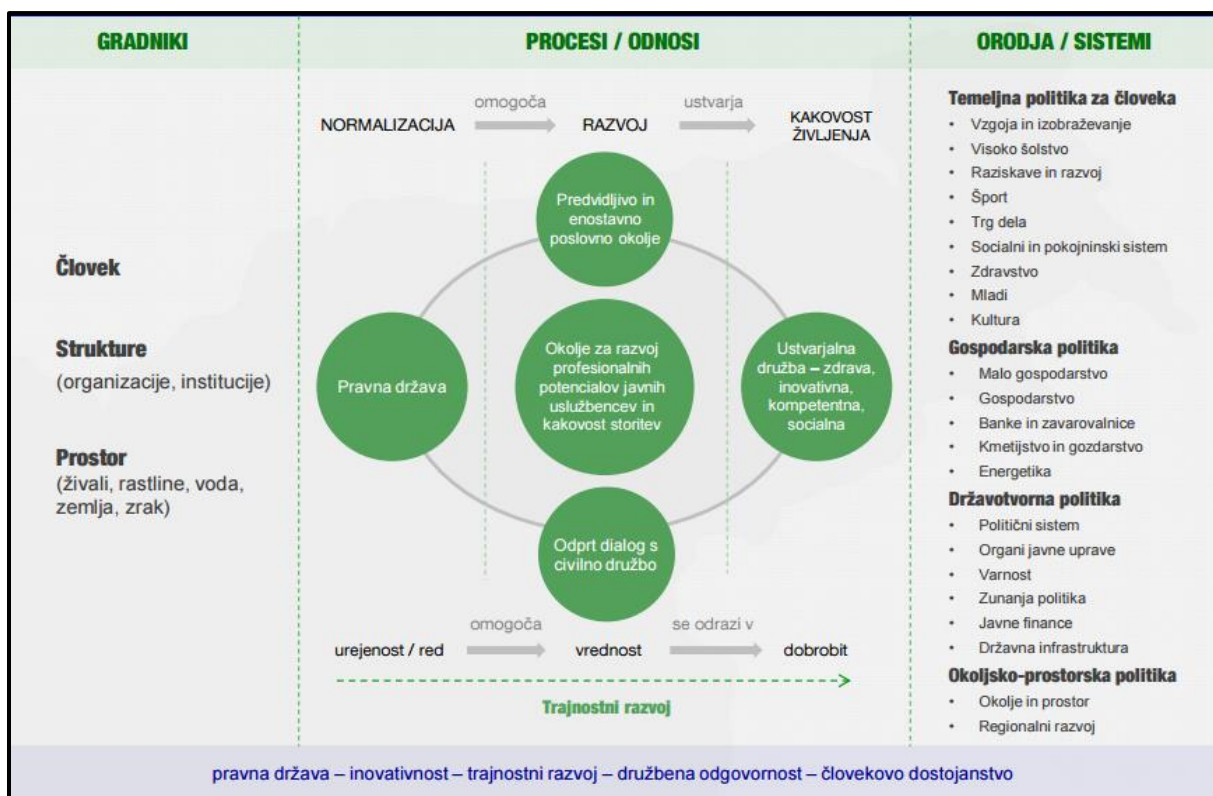 GRADNIKI
PROCESI / ODNOSI
ORODJA / SISTEMI
Človek
Strukture
(organizacije, institucije)
Prostor
(živali, rastline, voda,
zemlja, zrak)
omogoča
ustvarja
NORMALIZACIJA
RAZVOJ
KAKOVOST
ŽIVLJENJA
Predvidljivo in
enostavno
poslovno okolje
Pravna država
Okolje za razvoj
profesionalnih
potencialov javnih
uslužbencev in
kakovost storitev
Ustvarjalna
družba – zdrava,
inovativna,
kompetentna,
socialna
Odprt dialog s
civilno družbo
omogoča
se odrazi v
urejenost / red
vrednost
dobrobit
Trajnostni razvoj
Temeljna politika za človeka
• Vzgoja in izobraževanje
• Visoko šolstvo
• Raziskave in razvoj
• Šport
• Trg dela
• Socialni in pokojninski sistem
• Zdravstvo
• Mladi
• Kultura
Gospodarska politika
• Malo gospodarstvo
• Gospodarstvo
• Banke in zavarovalnice
• Kmetijstvo in gozdarstvo
• Energetika
Državotvorna politika
• Politični sistem
• Organi javne uprave
• Varnost
• Zunanja politika
• Javne finance
• Državna infrastruktura
Okoljsko-prostorska politika
• Okolje in prostor
• Regionalni razvoj
pravna država – inovativnost – trajnostni razvoj – družbena odgovornost – človekovo dostojanstvo